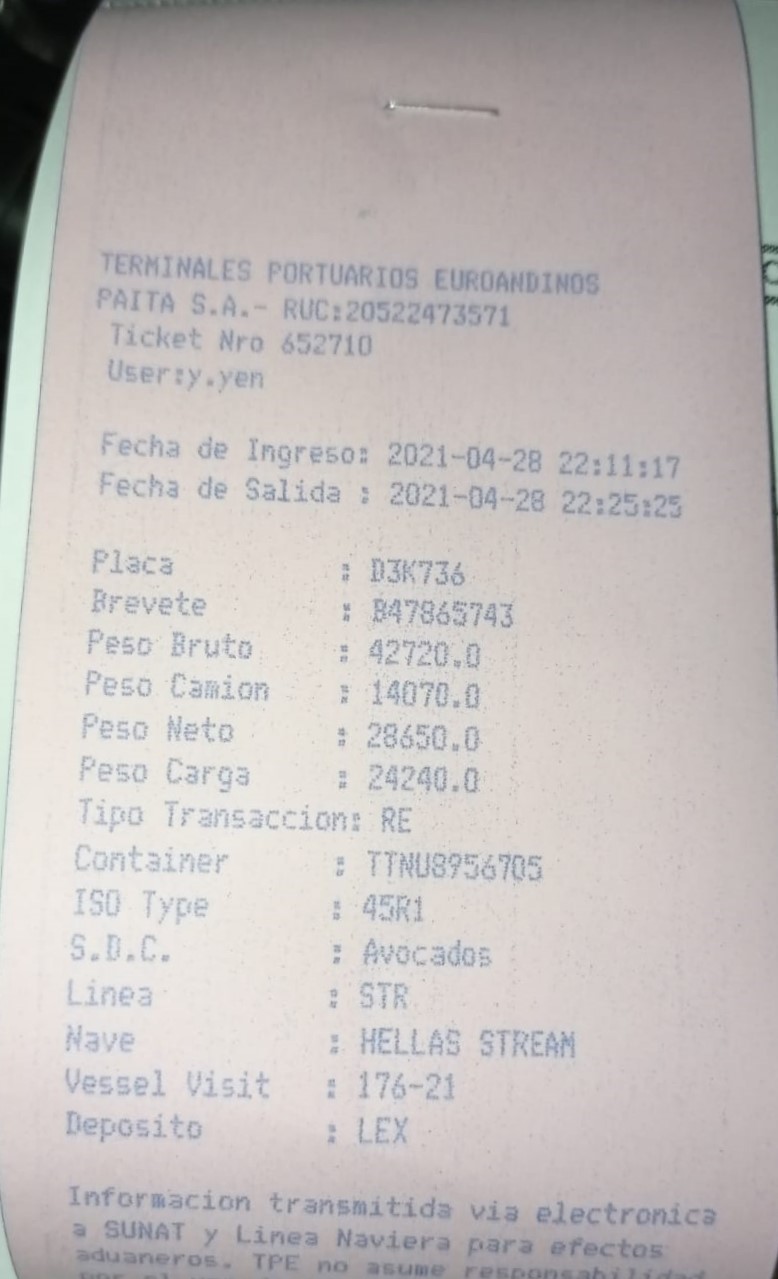 TERMINALES PORTUARIOS EUROANDINOS
PAITA S.A.- RUC:20522473571
Ticket Nro 652710
User:y.yen
Fecha de Ingreso: 2021-04-28 22:11:17
Fecha de Salida : 2021-04-28 22:25:25
Placa : D3K736
Brevete : B47865743
Peso Bruto : 42720.0
Peso Camion : 14070.0
Peso Neto : 28650.0
Peso Carga : 24240.0
Tipo Transaccion: RE
Container : TTNU8956705
ISO Type : 45R1
S.D.C. : Avocados
Linea : STR
Nave : HELLAS STREAM
Vessel Visit : 176-21
Deposito : LEX
Informacion transmitida via electronica
a SUNAT y Linea Naviera para efectos
aduaneros. TPE no asume responsabilidad